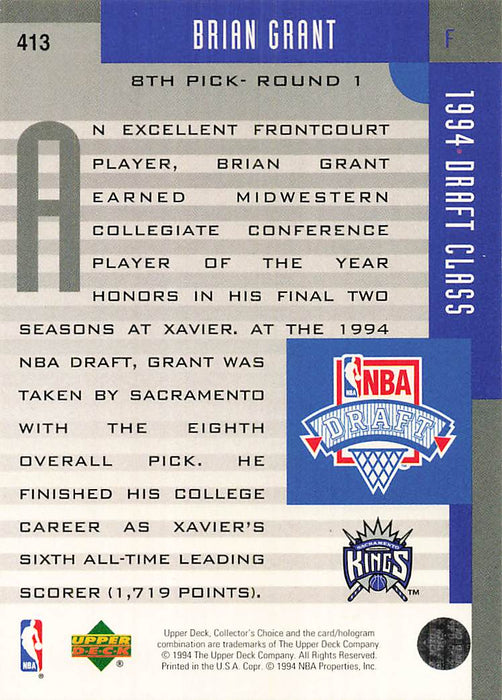 413
BRIAN GRANT
F
8TH PICK- ROUND 1
1994 · DRAFT CLASS
AN EXCELLENT FRONTCOURT
PLAYER, BRIAN GRANT
EARNED MIDWESTERN
COLLEGIATE CONFERENCE
PLAYER OF THE YEAR
HONORS IN HIS FINAL TWO
SEASONS AT XAVIER. AT THE 1994
NBA DRAFT, GRANT WAS
TAKEN BY SACRAMENTO
WITH THE EIGHTH
OVERALL PICK. HE
FINISHED HIS COLLEGE
CAREER AS XAVIER'S
SIXTH ALL-TIME LEADING
SCORER (1,719 POINTS).
NBA
DRAFT
SACRAMENTO
KINGS
™
NBA
®
UPPER
DECK
®
Upper Deck, Collector's Choice and the card/hologram
combination are trademarks of The Upper Deck Company.
© 1994 The Upper Deck Company. All Rights Reserved.
Printed in the U.S.A. Copr. © 1994 NBA Properties, Inc.